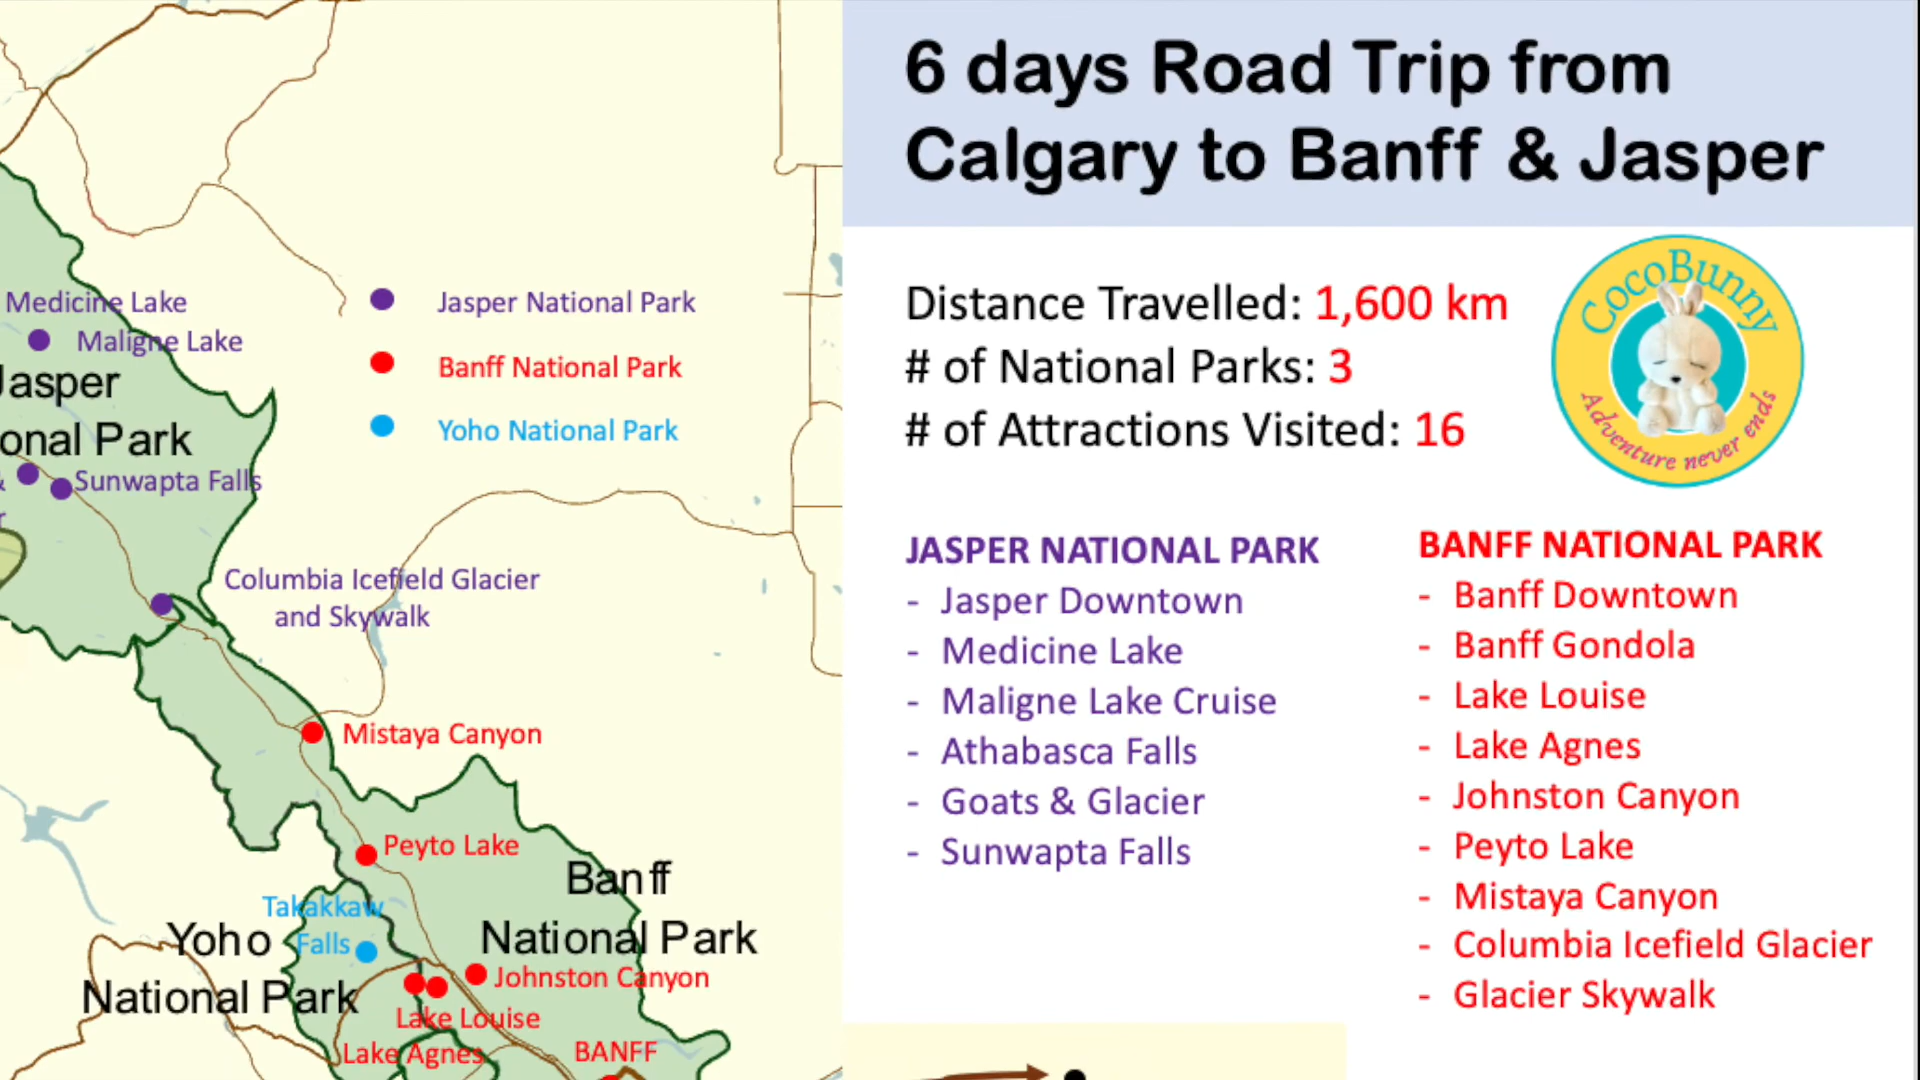 6 days Road Trip from
Calgary to Banff & Jasper
Distance Travelled: 1,600 km
# of National Parks: 3
# of Attractions Visited: 16
CocoBunny
Adventure never ends
JASPER NATIONAL PARK
- Jasper Downtown
- Medicine Lake
- Maligne Lake Cruise
- Athabasca Falls
- Goats & Glacier
- Sunwapta Falls
BANFF NATIONAL PARK
- Banff Downtown
- Banff Gondola
- Lake Louise
- Lake Agnes
- Johnston Canyon
- Peyto Lake
- Mistaya Canyon
- Columbia Icefield Glacier
- Glacier Skywalk
Medicine Lake
Maligne Lake
Jasper
onal Park
&
Sunwapta Falls
r
Jasper National Park
Banff National Park
Yoho National Park
Columbia Icefield Glacier
and Skywalk
Mistaya Canyon
Peyto Lake
Banff
National Park
Takakkaw
Falls
Yoho
National Park
Johnston Canyon
Lake Louise
Lake Agnes
BANFF